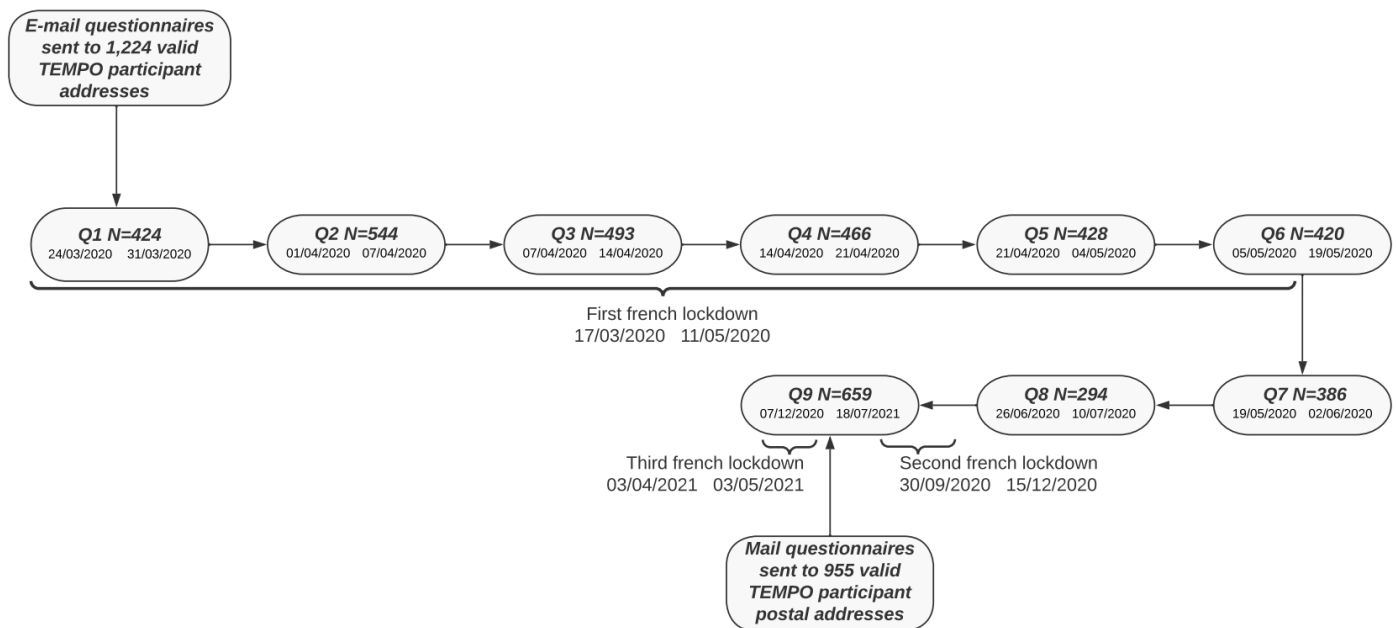 E-mail questionnaires
sent to 1,224 valid
TEMPO participant
addresses
Q1 N=424
24/03/2020 31/03/2020
Q2 N=544
01/04/2020 07/04/2020
Q3 N=493
07/04/2020 14/04/2020
Q4 N=466
14/04/2020 21/04/2020
Q5 N=428
21/04/2020 04/05/2020
Q6 N=420
05/05/2020 19/05/2020
First french lockdown
17/03/2020 11/05/2020
Q7 N=386
19/05/2020 02/06/2020
Q8 N=294
26/06/2020 10/07/2020
Q9 N=659
07/12/2020 18/07/2021
Third french lockdown
03/04/2021 03/05/2021
Second french lockdown
30/09/2020 15/12/2020
Mail questionnaires
sent to 955 valid
TEMPO participant
postal addresses